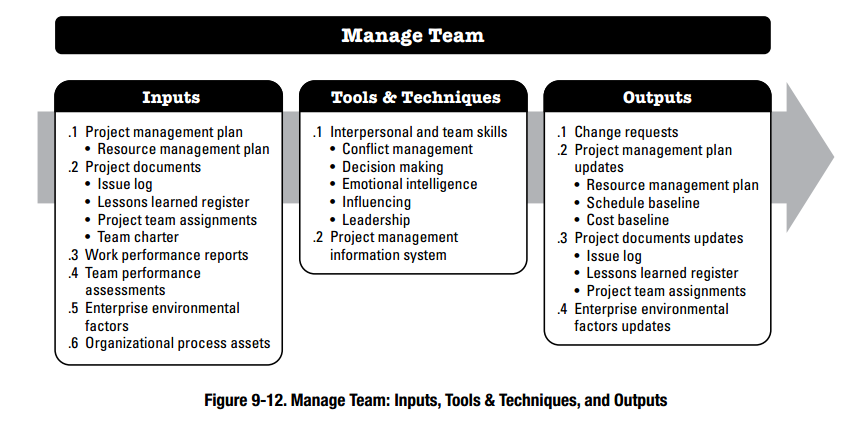 Manage Team
Inputs
.1 Project management plan
• Resource management plan
.2 Project documents
• Issue log
• Lessons learned register
• Project team assignments
• Team charter
.3 Work performance reports
.4 Team performance
assessments
.5 Enterprise environmental
factors
.6 Organizational process assets
Tools & Techniques
.1 Interpersonal and team skills
• Conflict management
• Decision making
• Emotional intelligence
• Influencing
• Leadership
.2 Project management
information system
Outputs
.1 Change requests
.2 Project management plan
updates
• Resource management plan
• Schedule baseline
• Cost baseline
.3 Project documents updates
• Issue log
• Lessons learned register
• Project team assignments
.4 Enterprise environmental
factors updates
Figure 9-12. Manage Team: Inputs, Tools & Techniques, and Outputs